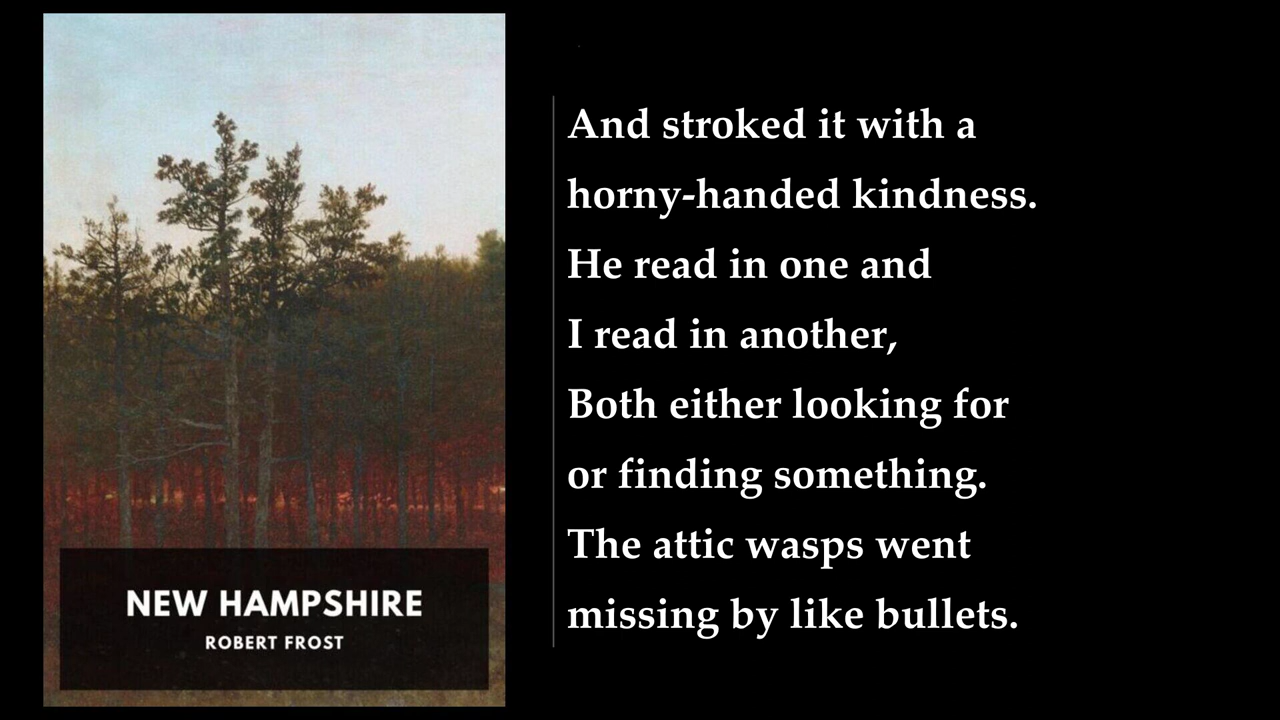 NEW HAMPSHIRE
ROBERT FROST
And stroked it with a
horny-handed kindness.
He read in one and
I read in another,
Both either looking for
or finding something.
The attic wasps went
missing by like bullets.